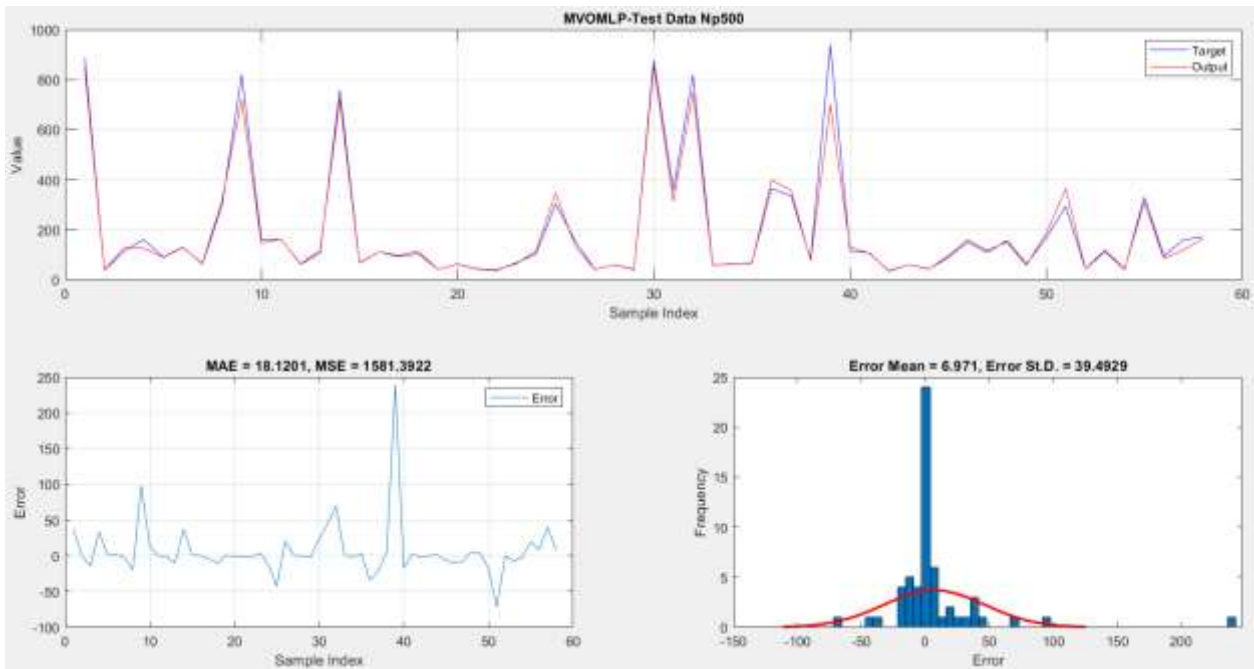 MVOMLP-Test Data Np500
1000
800
600
400
200
0
Value
Target
Output
0 10 20 30 40 50 60
Sample Index
MAE = 18.1201, MSE = 1581.3922
250
200
150
100
50
0
-50
-100
Error
Error
0 10 20 30 40 50 60
Sample Index
Error Mean = 6.971, Error St.D. = 39.4929
25
20
15
10
5
0
Frequency
-150 -100 -50 0 50 100 150 200
Error